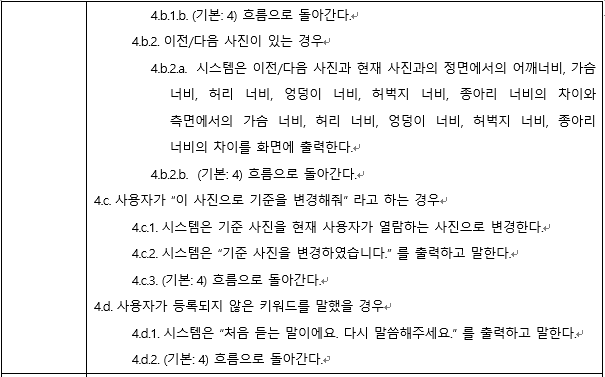 4.b.1.b. (기본: 4) 흐름으로 돌아간다.
4.b.2. 이전/다음 사진이 있는 경우
4.b.2.a. 시스템은 이전/다음 사진과 현재 사진과의 정면에서의 어깨너비, 가슴
너비, 허리 너비, 엉덩이 너비, 허벅지 너비, 종아리 너비의 차이와
측면에서의 가슴 너비, 허리 너비, 엉덩이 너비, 허벅지 너비, 종아리
너비의 차이를 화면에 출력한다.
4.b.2.b. (기본: 4) 흐름으로 돌아간다.
4.c. 사용자가 “이 사진으로 기준을 변경해줘” 라고 하는 경우
4.c.1. 시스템은 기준 사진을 현재 사용자가 열람하는 사진으로 변경한다.
4.c.2. 시스템은 “기준 사진을 변경하였습니다.” 를 출력하고 말한다.
4.c.3. (기본: 4) 흐름으로 돌아간다.
4.d. 사용자가 등록되지 않은 키워드를 말했을 경우
4.d.1. 시스템은 “처음 듣는 말이에요. 다시 말씀해주세요.” 를 출력하고 말한다.
4.d.2. (기본: 4) 흐름으로 돌아간다.